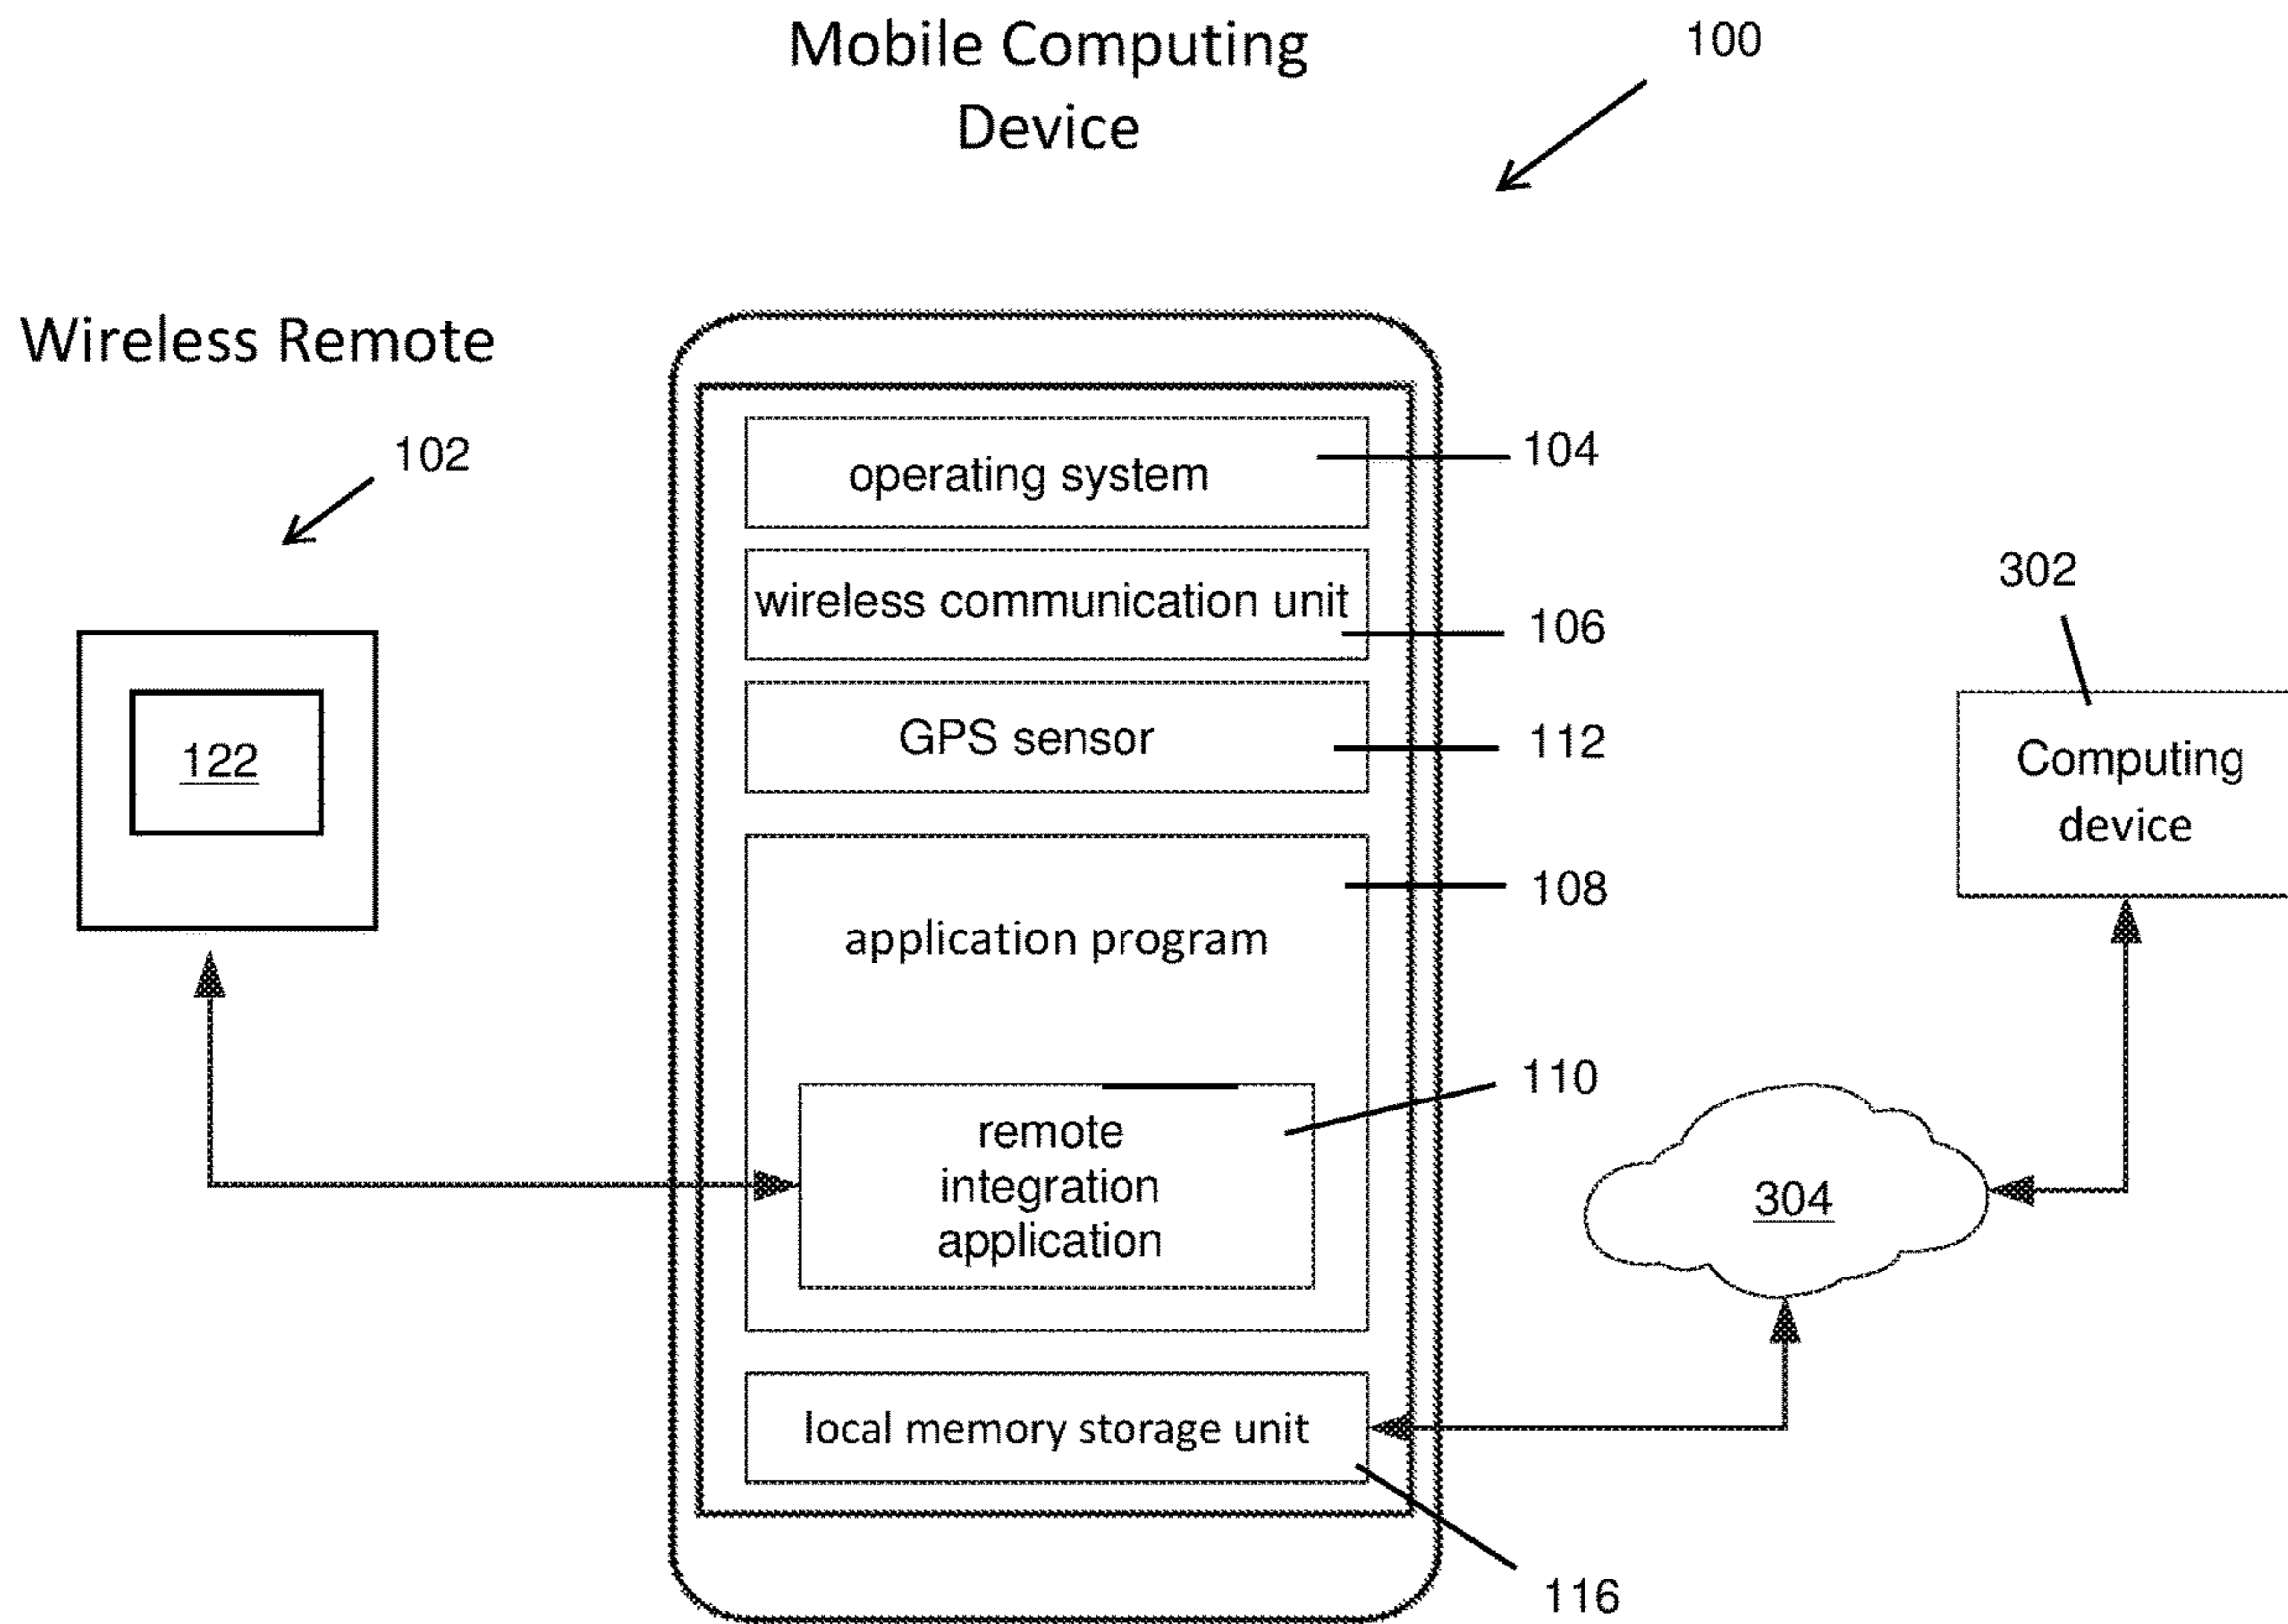 Mobile Computing
Device
100
Wireless Remote
102
operating system
104
wireless communication unit
106
302
122
GPS sensor
112
Computing
device
108
application program
110
remote
integration
application
304
local memory storage unit
116